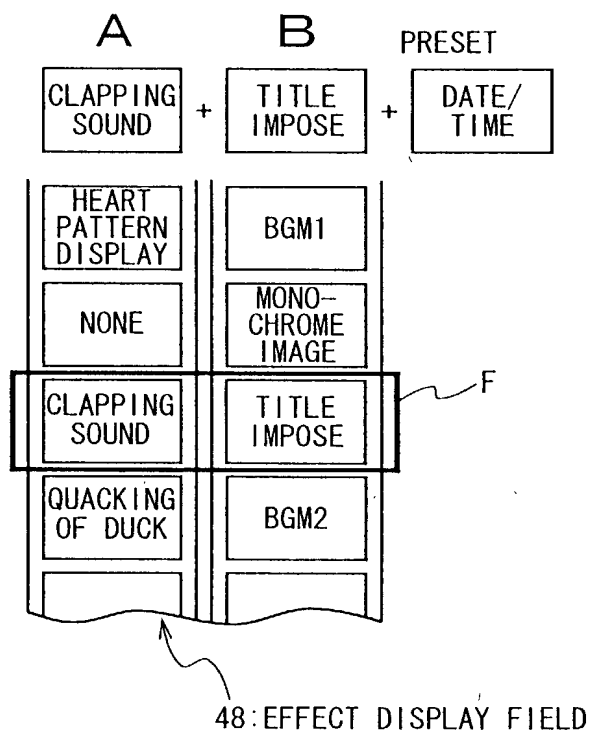 A B PRESET
CLAPPING
SOUND
+
TITLE
IMPOSE
+
DATE/
TIME
HEART
PATTERN
DISPLAY
BGM1
NONE
MONO-
CHROME
IMAGE
CLAPPING
SOUND
TITLE
IMPOSE
F
QUACKING
OF DUCK
BGM2
48:EFFECT DISPLAY FIELD